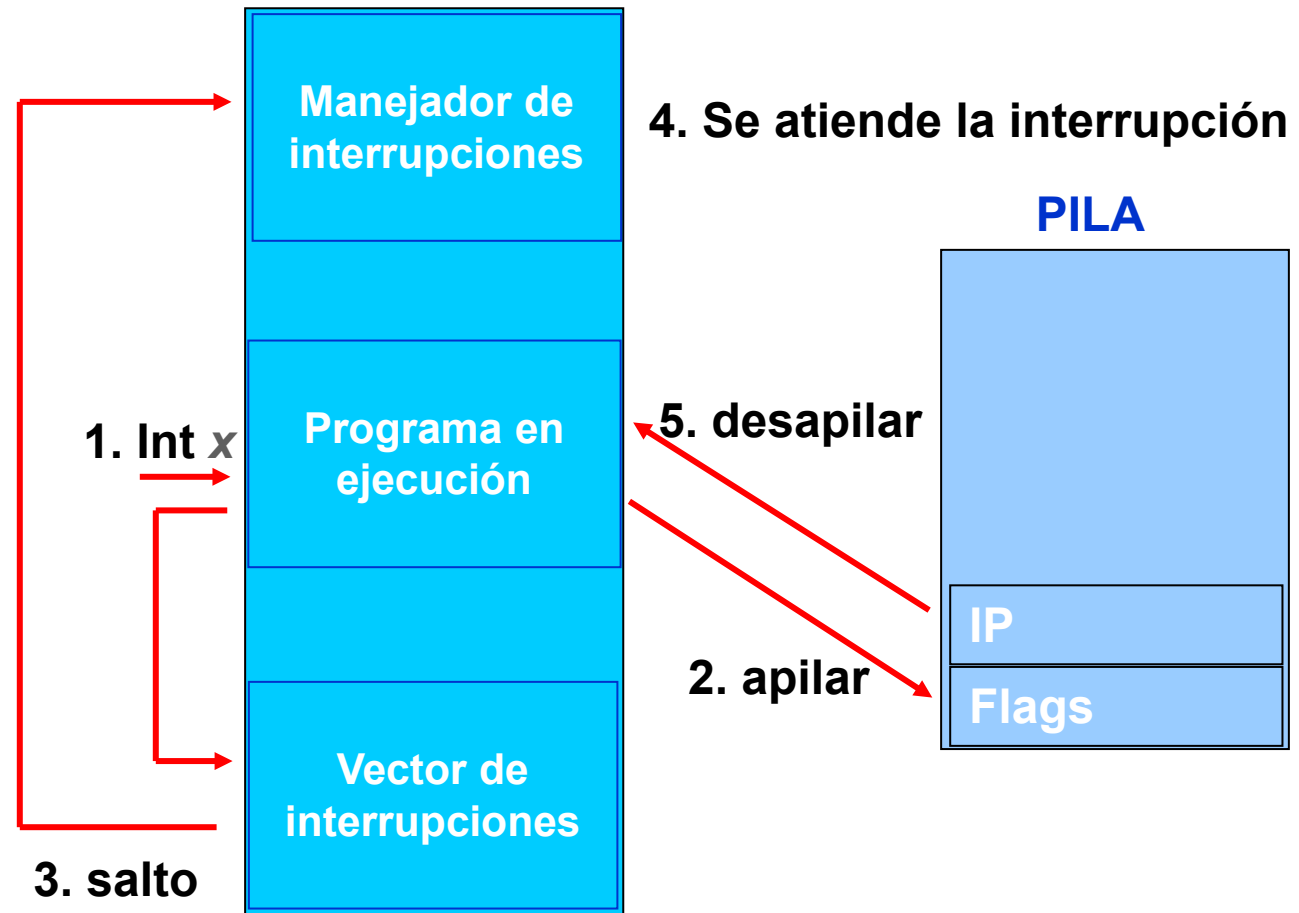 Manejador de
interrupciones
4. Se atiende la interrupción
PILA
1. Int x
Programa en
ejecución
5. desapilar
IP
2. apilar
Flags
Vector de
interrupciones
3. salto